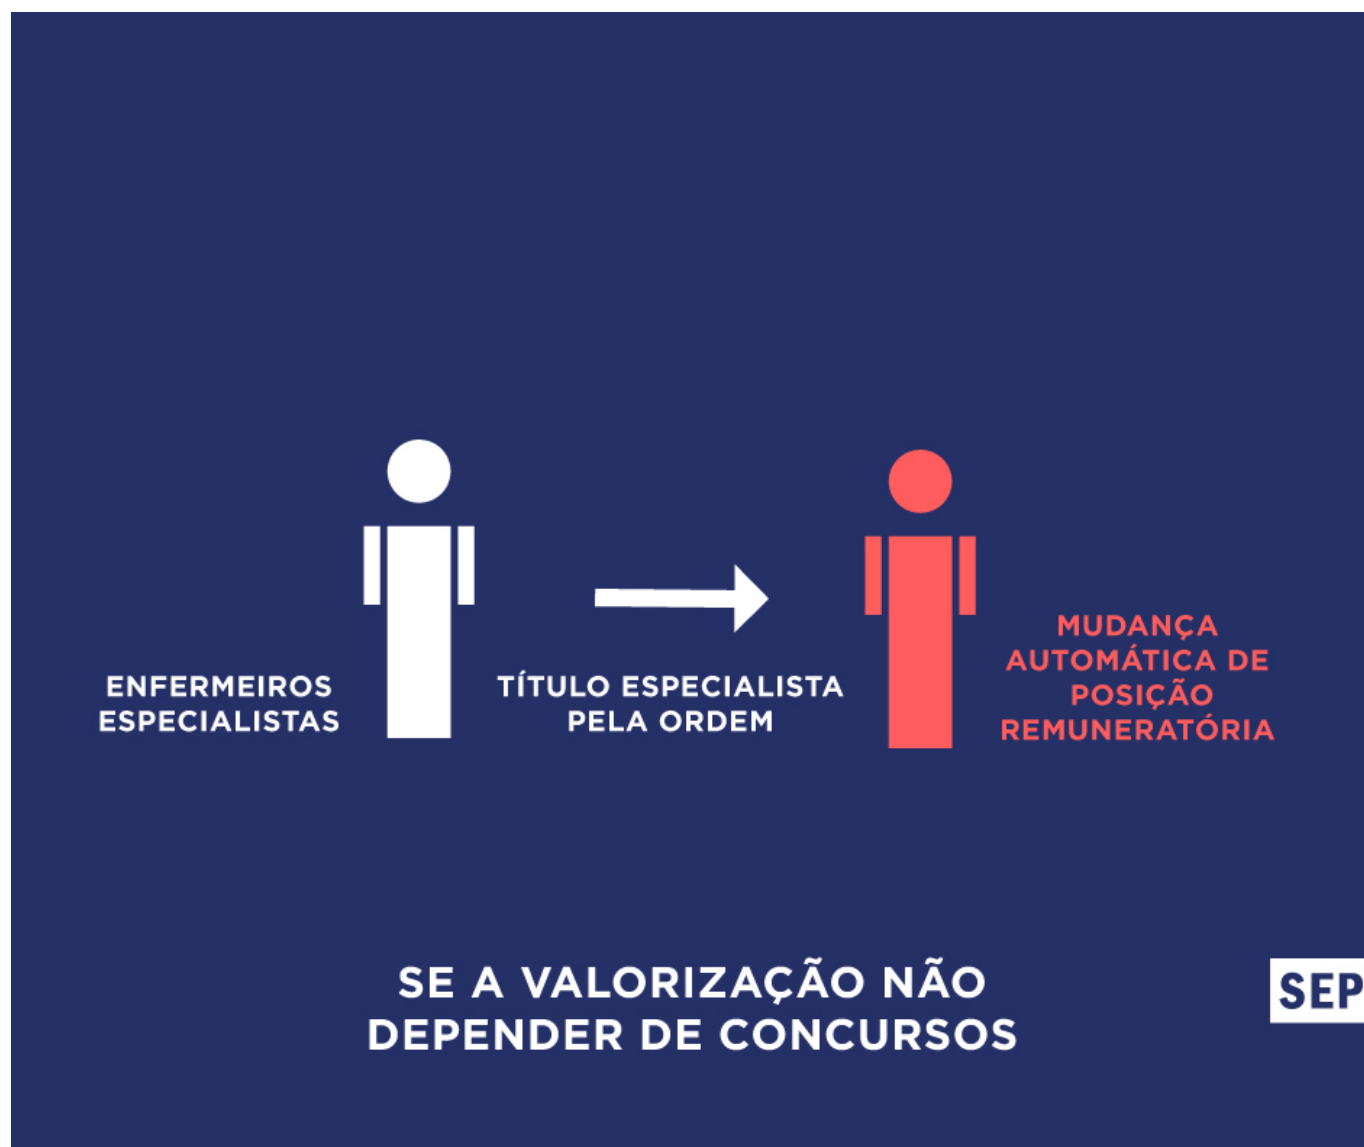 ENFERMEIROS
ESPECIALISTAS
TÍTULO ESPECIALISTA
PELA ORDEM
MUDANÇA
AUTOMÁTICA DE
POSIÇÃO
REMUNERATÓRIA
SE A VALORIZAÇÃO NÃO
DEPENDER DE CONCURSOS
SEP